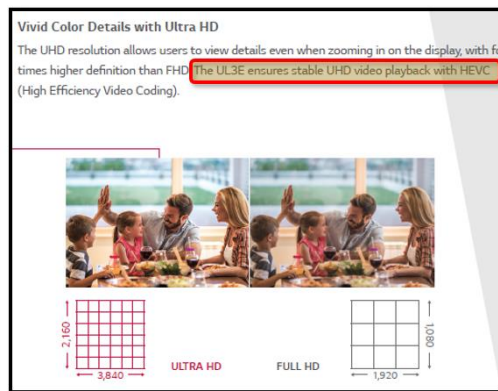 Vivid Color Details with Ultra HD
The UHD resolution allows users to view details even when zooming in on the display, with
times higher definition than FHD. The UL3E ensures stable UHD video playback with HEVC
(High Efficiency Video Coding).
2,160
3,840
ULTRA HD
FULL HD
1,080
1,920